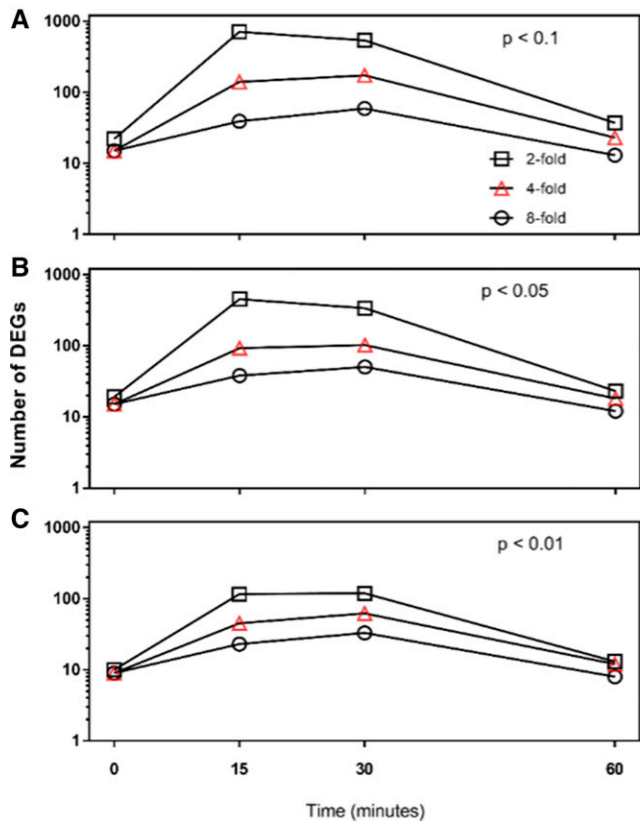 A
1000
p < 0.1
100
10
2-fold
4-fold
8-fold
1
B
1000
p < 0.05
100
10
1
Number of DEGs
C
1000
p < 0.01
100
10
1
0 15 30 60
Time (minutes)